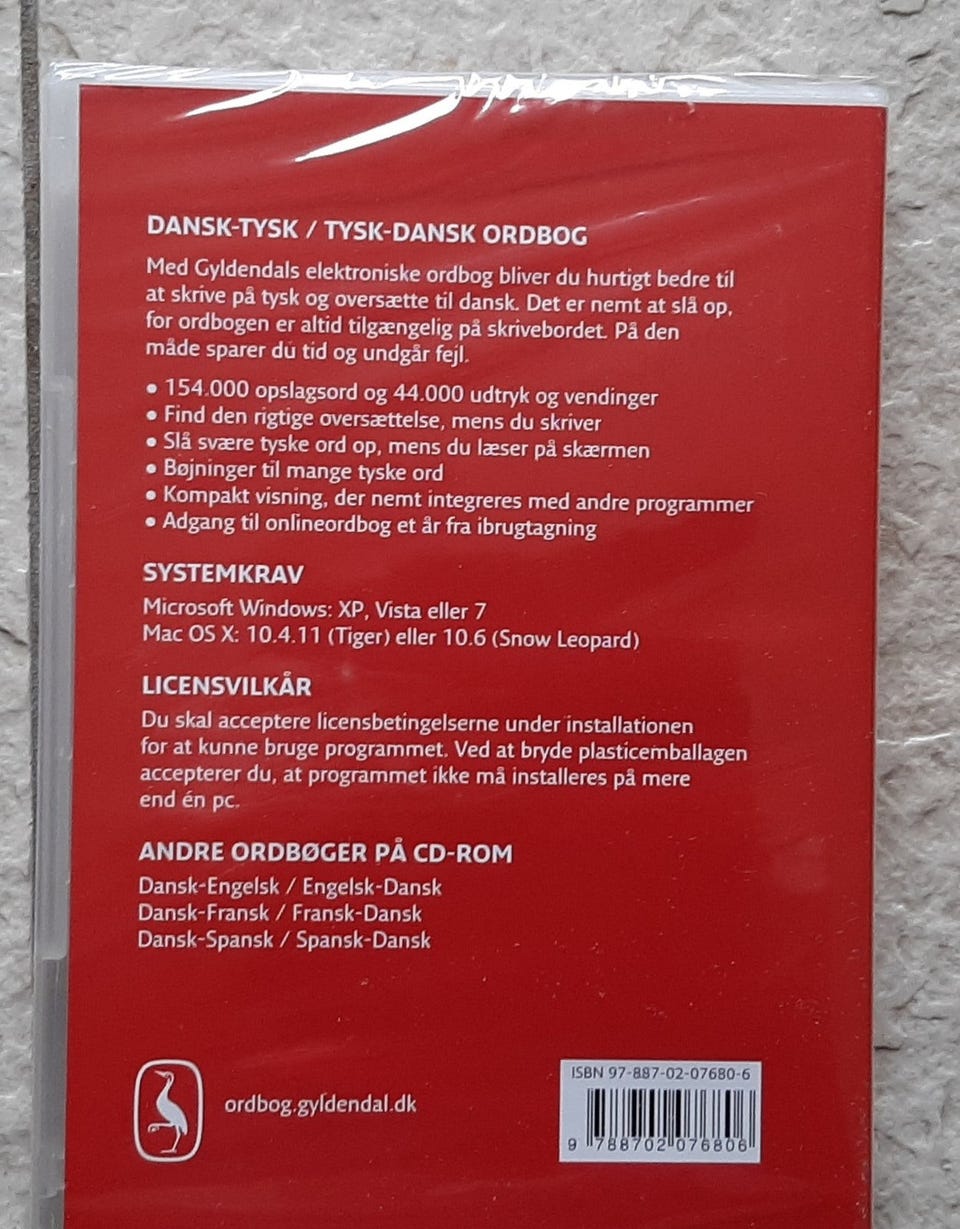 DANSK-TYSK / TYSK-DANSK ORDBOG
Med Gyldendals elektroniske ordbog bliver du hurtigt bedre til
at skrive på tysk og oversætte til dansk. Det er nemt at slå op,
for ordbogen er altid tilgængelig på skrivebordet. På den
måde sparer du tid og undgår fejl.
• 154.000 opslagsord og 44.000 udtryk og vendinger
• Find den rigtige oversættelse, mens du skriver
• Slå svære tyske ord op, mens du læser på skærmen
• Bøjninger til mange tyske ord
• Kompakt visning, der nemt integreres med andre programmer
• Adgang til onlineordbog et år fra ibrugtagning
SYSTEMKRAV
Microsoft Windows: XP, Vista eller 7
Mac OS X: 10.4.11 (Tiger) eller 10.6 (Snow Leopard)
LICENSVILKÅR
Du skal acceptere licensbetingelserne under installationen
for at kunne bruge programmet. Ved at bryde plasticemballagen
accepterer du, at programmet ikke må installeres på mere
end én pc.
ANDRE ORDBØGER PÅ CD-ROM
Dansk-Engelsk / Engelsk-Dansk
Dansk-Fransk / Fransk-Dansk
Dansk-Spansk / Spansk-Dansk
ordbog.gyldendal.dk
ISBN 97-887-02-07680-6
9 788702 076806